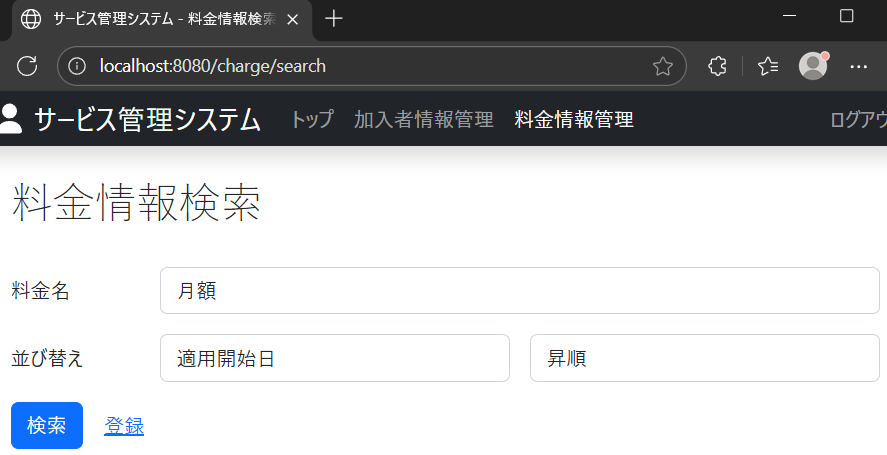 サービス管理システム - 料金情報検索
localhost:8080/charge/search
サービス管理システム トップ 加入者情報管理 料金情報管理 ログアウ
料金情報検索
料金名 月額
並び替え 適用開始日 昇順
検索 登録